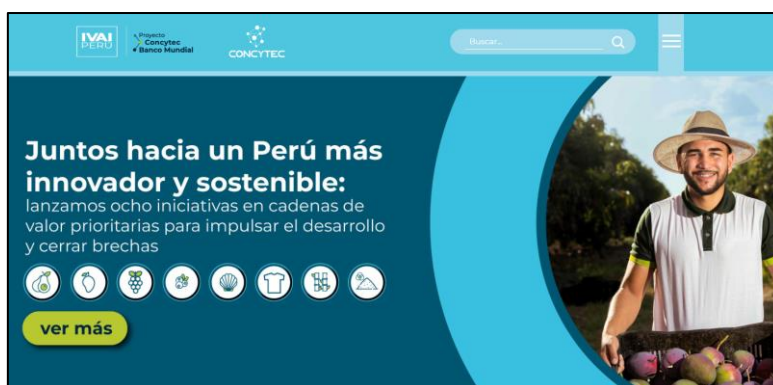 IVAI
PERÚ
Proyecto
Concytec
Banco Mundial
CONCYTEC
Buscar...
Juntos hacia un Perú más
innovador y sostenible:
lanzamos ocho iniciativas en cadenas de
valor prioritarias para impulsar el desarrollo
y cerrar brechas
ver más